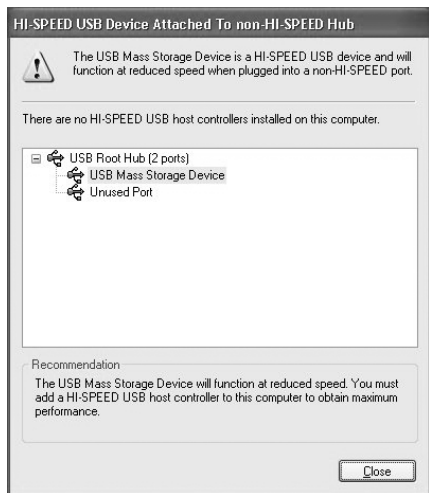 HI-SPEED USB Device Attached To non-HI-SPEED Hub
The USB Mass Storage Device is a HI-SPEED USB device and will
function at reduced speed when plugged into a non-HI-SPEED port.
There are no HI-SPEED USB host controllers installed on this computer.
USB Root Hub (2 ports)
USB Mass Storage Device
Unused Port
Recommendation
The USB Mass Storage Device will function at reduced speed. You must
add a HI-SPEED USB host controller to this computer to obtain maximum
performance.
Close